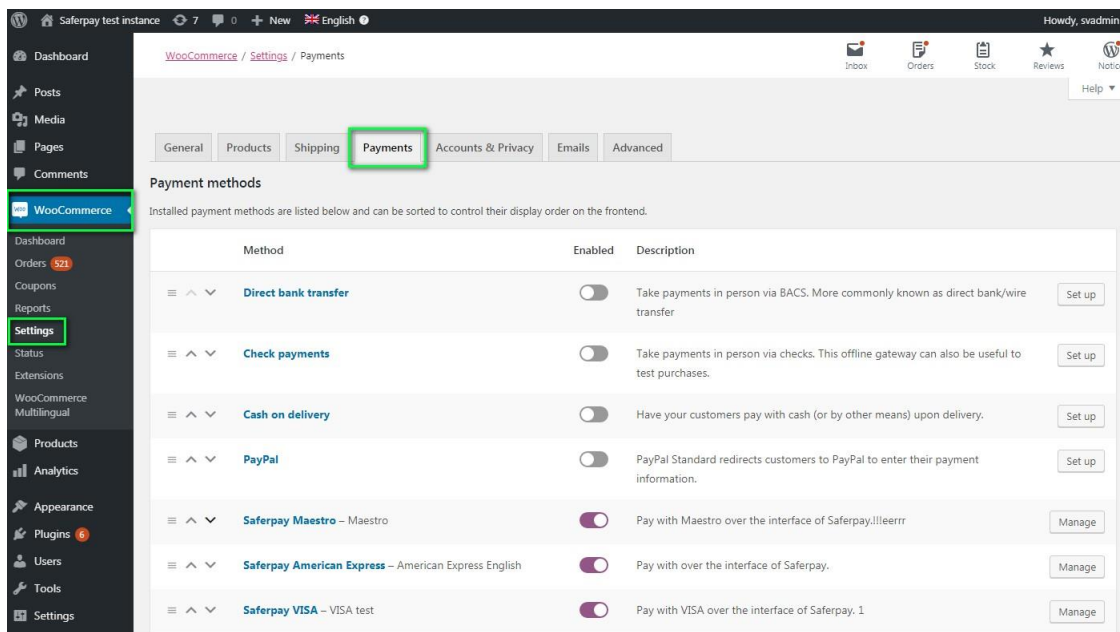 Saferpay test instance 7 0 + New English
Howdy, svadmin
Dashboard
Posts
Media
Pages
Comments
WooCommerce
Dashboard
Orders 521
Coupons
Reports
Settings
Status
Extensions
WooCommerce
Multilingual
Products
Analytics
Appearance
Plugins 6
Users
Tools
Settings
WooCommerce / Settings / Payments
Inbox
Orders
Stock
Reviews
Notic
Help
General Products Shipping Payments Accounts & Privacy Emails Advanced
Payment methods
Installed payment methods are listed below and can be sorted to control their display order on the frontend.
Method Enabled Description
Direct bank transfer
Take payments in person via BACS. More commonly known as direct bank/wire
transfer
Set up
Check payments
Take payments in person via checks. This offline gateway can also be useful to
test purchases.
Set up
Cash on delivery
Have your customers pay with cash (or by other means) upon delivery.
Set up
PayPal
PayPal Standard redirects customers to PayPal to enter their payment
information.
Set up
Saferpay Maestro – Maestro
Pay with Maestro over the interface of Saferpay.!!!eerrr
Manage
Saferpay American Express – American Express English
Pay with over the interface of Saferpay.
Manage
Saferpay VISA – VISA test
Pay with VISA over the interface of Saferpay. 1
Manage